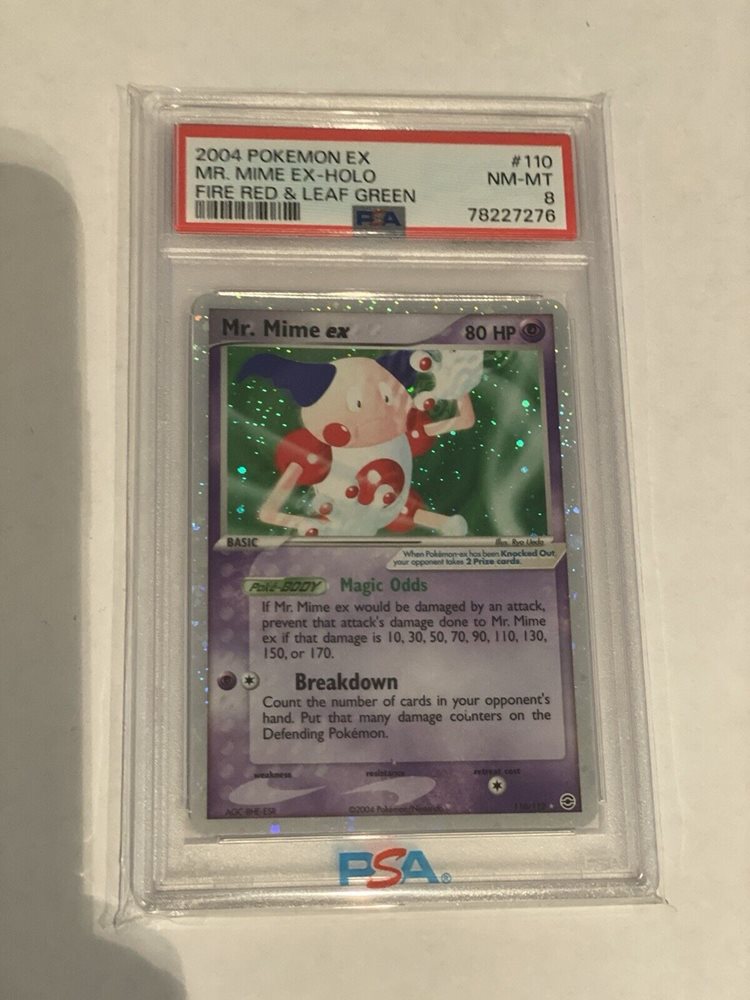 2004 POKEMON EX #110
MR. MIME EX-HOLO NM-MT
FIRE RED & LEAF GREEN 8
PSA 78227276
Mr. Mime ex 80 HP
BASIC Illus. Ryo Ueda
When Pokémon-ex has been Knocked Out,
your opponent takes 2 Prize cards.
Poké-BODY Magic Odds
If Mr. Mime ex would be damaged by an attack,
prevent that attack's damage done to Mr. Mime
ex if that damage is 10, 30, 50, 70, 90, 110, 130,
150, or 170.
Breakdown
Count the number of cards in your opponent's
hand. Put that many damage counters on the
Defending Pokémon.
weakness resistance retreat cost
©2004 Pokémon/Nintendo 110/112
PSA®